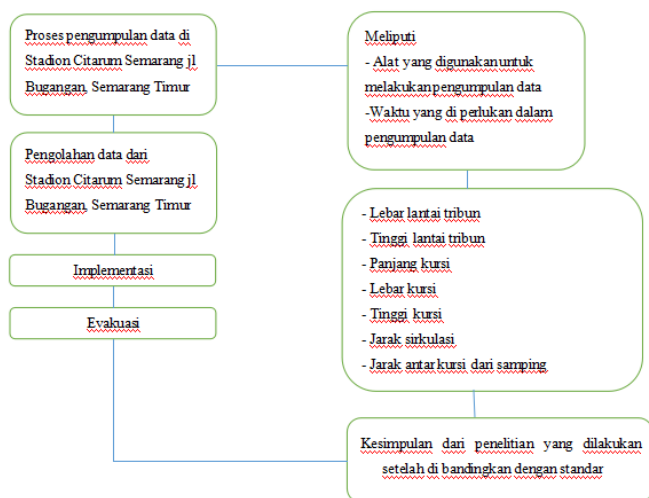 Proses pengumpulan data di
Stadion Citarum Semarang jl
Bugangan, Semarang Timur
Meliputi
- Alat yang digunakan untuk
melakukan pengumpulan data
-Waktu yang di perlukan dalam
pengumpulan data
Pengolahan data dari
Stadion Citarum Semarang jl
Bugangan, Semarang Timur
Implementasi
Evakuasi
- Lebar lantai tribun
- Tinggi lantai tribun
- Panjang kursi
- Lebar kursi
- Tinggi kursi
- Jarak sirkulasi
- Jarak antar kursi dari samping
Kesimpulan dari penelitian yang dilakukan
setelah di bandingkan dengan standar